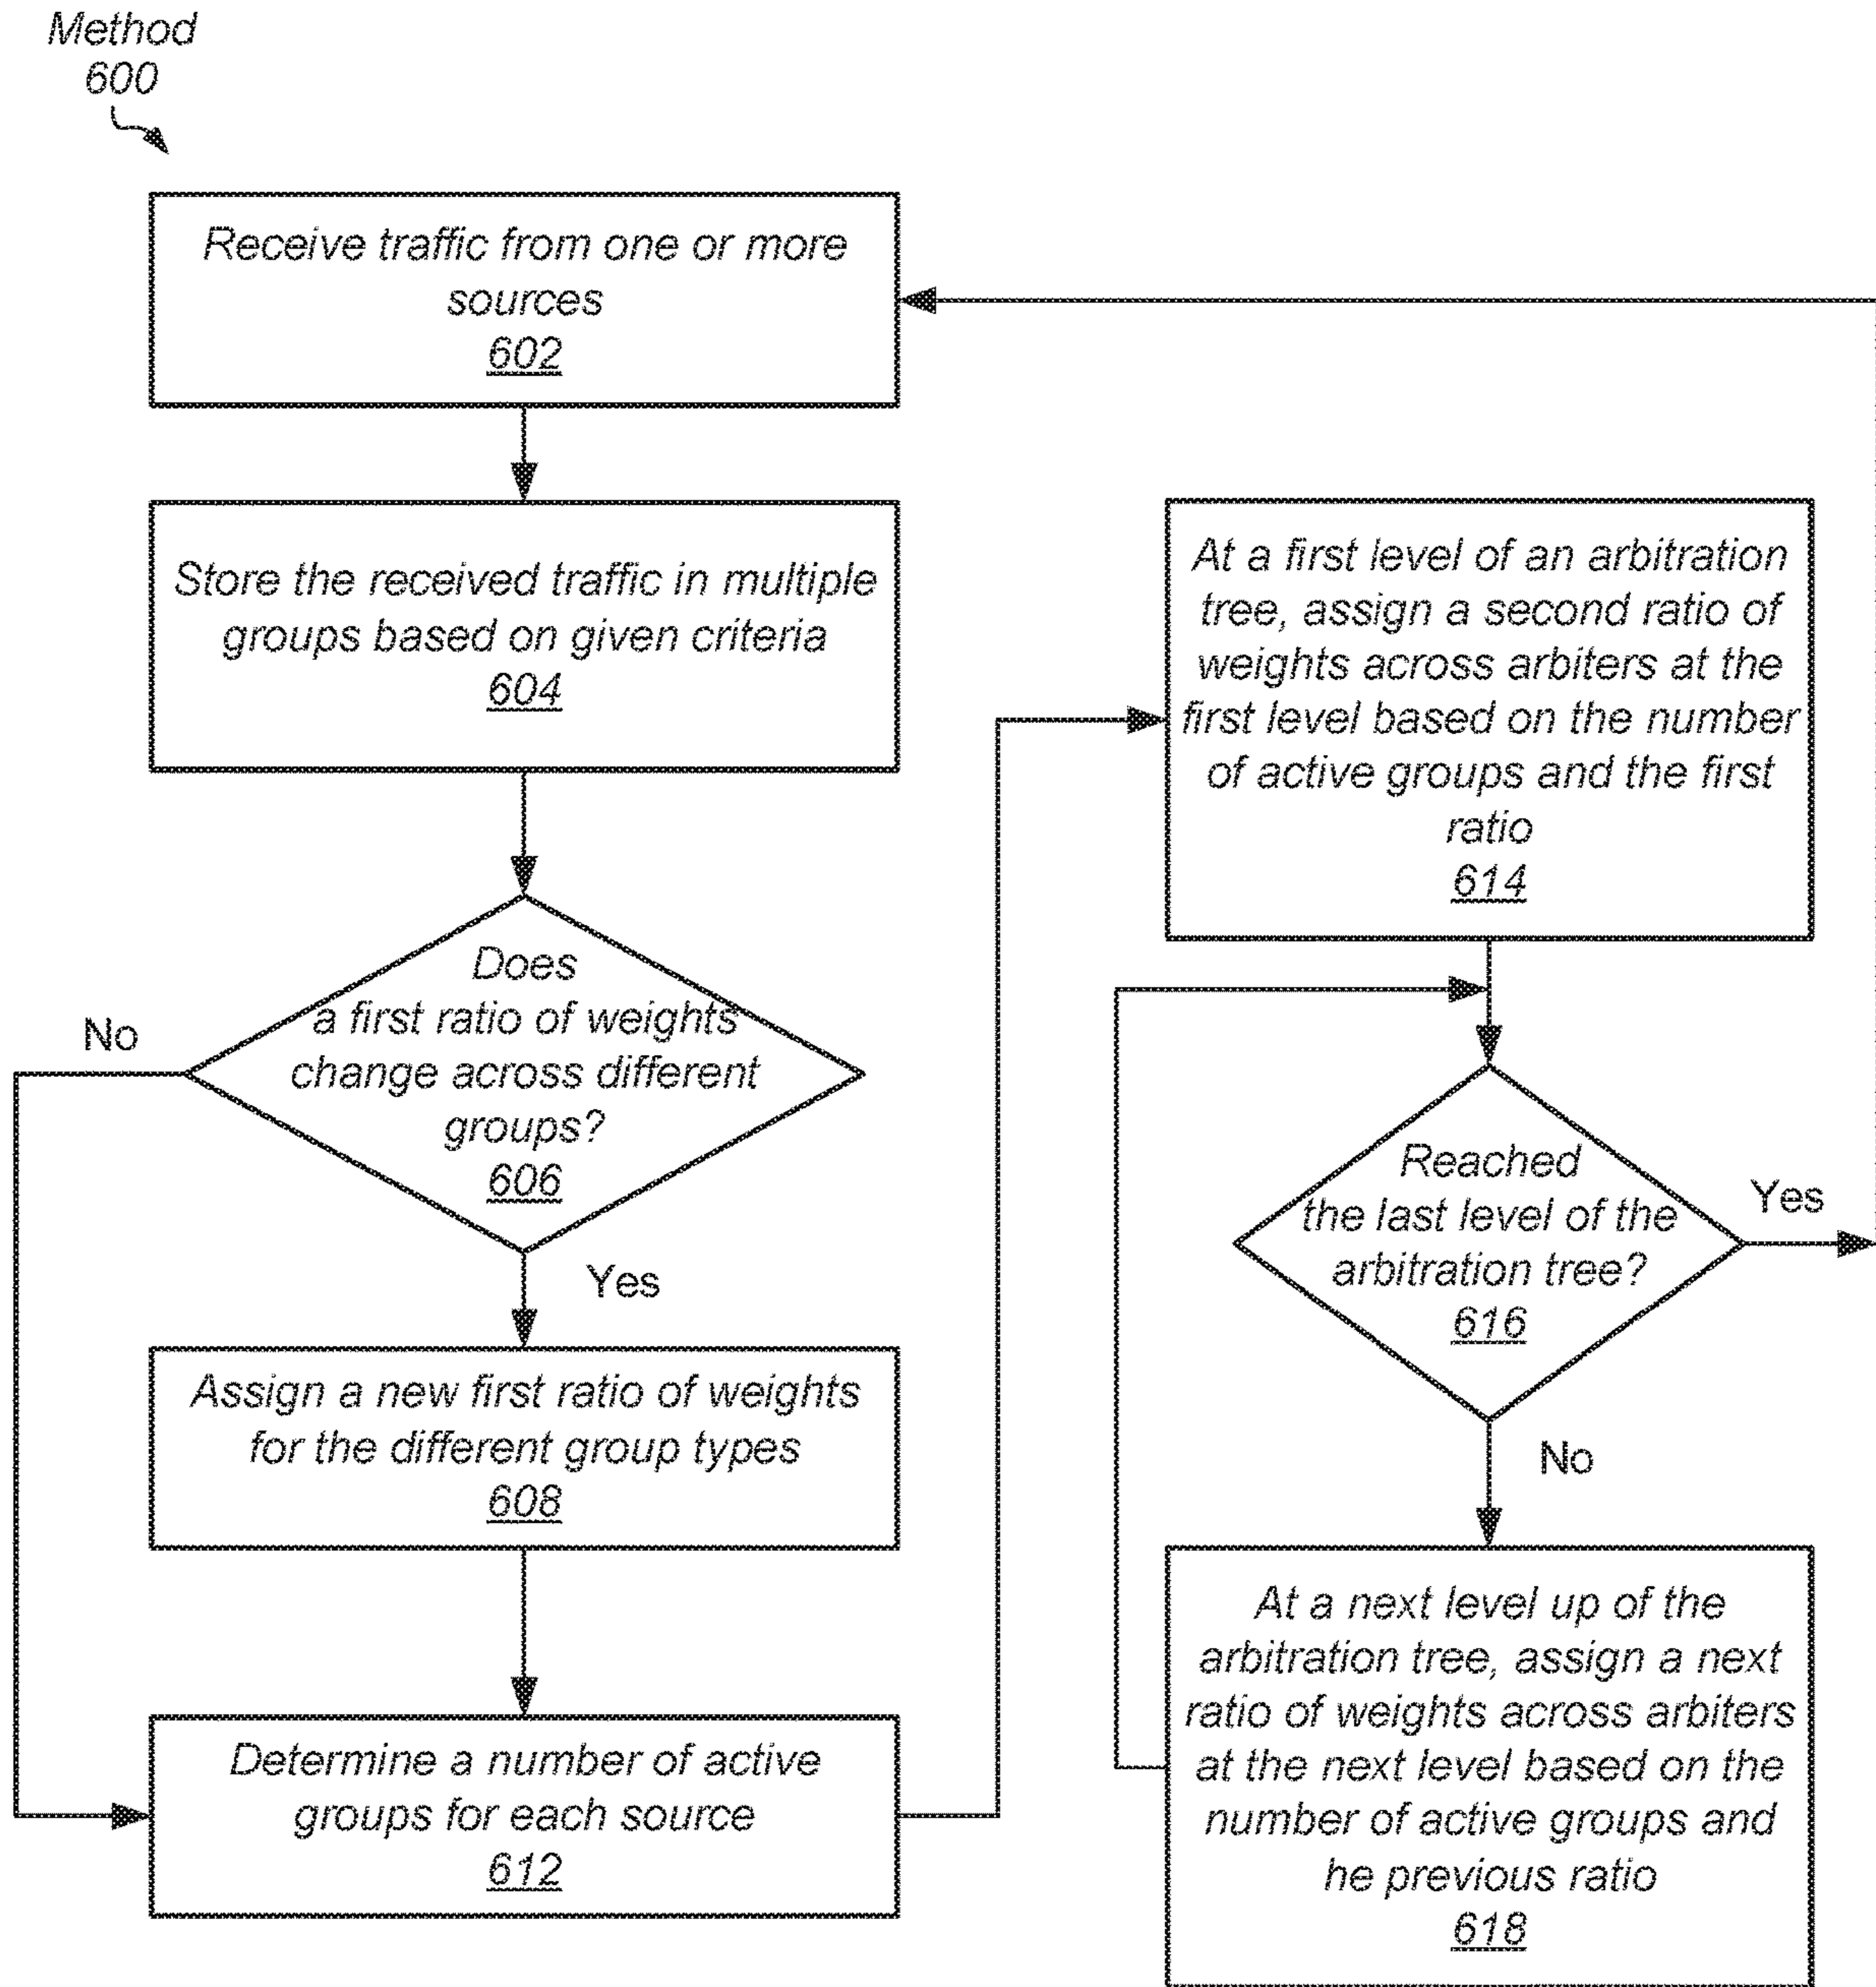 Method
600
Receive traffic from one or more
sources
602
Store the received traffic in multiple
groups based on given criteria
604
Does
a first ratio of weights
change across different
groups?
606
No
Yes
Assign a new first ratio of weights
for the different group types
608
Determine a number of active
groups for each source
612
At a first level of an arbitration
tree, assign a second ratio of
weights across arbiters at the
first level based on the number
of active groups and the first
ratio
614
Reached
the last level of the
arbitration tree?
616
Yes
No
At a next level up of the
arbitration tree, assign a next
ratio of weights across arbiters
at the next level based on the
number of active groups and
he previous ratio
618